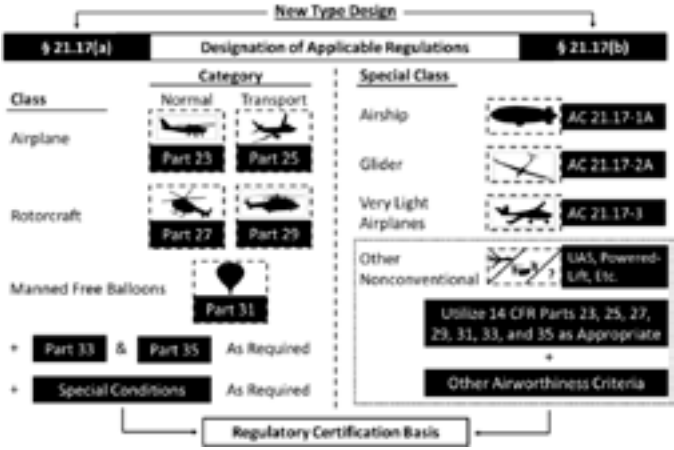 New Type Design
§ 21.17(a) Designation of Applicable Regulations § 21.17(b)
Category
Class Normal Transport
Airplane
Part 23 Part 25
Rotorcraft
Part 27 Part 29
Manned Free Balloons
Part 31
+ Part 33 & Part 35 As Required
+ Special Conditions As Required
Special Class
Airship AC 21.17-1A
Glider AC 21.17-2A
Very Light
Airplanes AC 21.17-3
Other
Nonconventional
?
UAS, Powered-
Lift, Etc.
Utilize 14 CFR Parts 23, 25, 27,
29, 31, 33, and 35 as Appropriate
+
Other Airworthiness Criteria
Regulatory Certification Basis